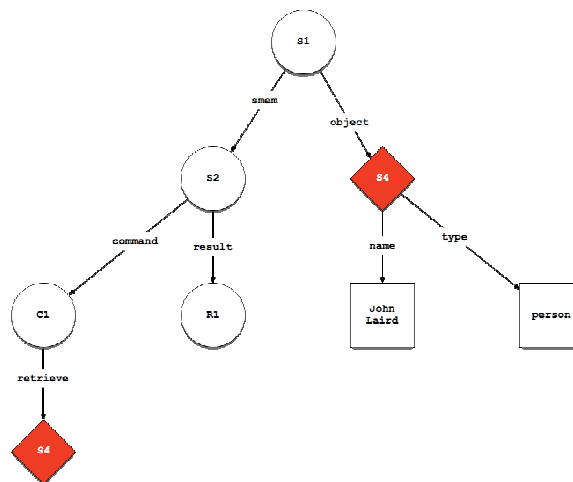 S1
smem
object
S2
S4
command
result
name
type
C1
R1
John
Laird
person
retrieve
S4